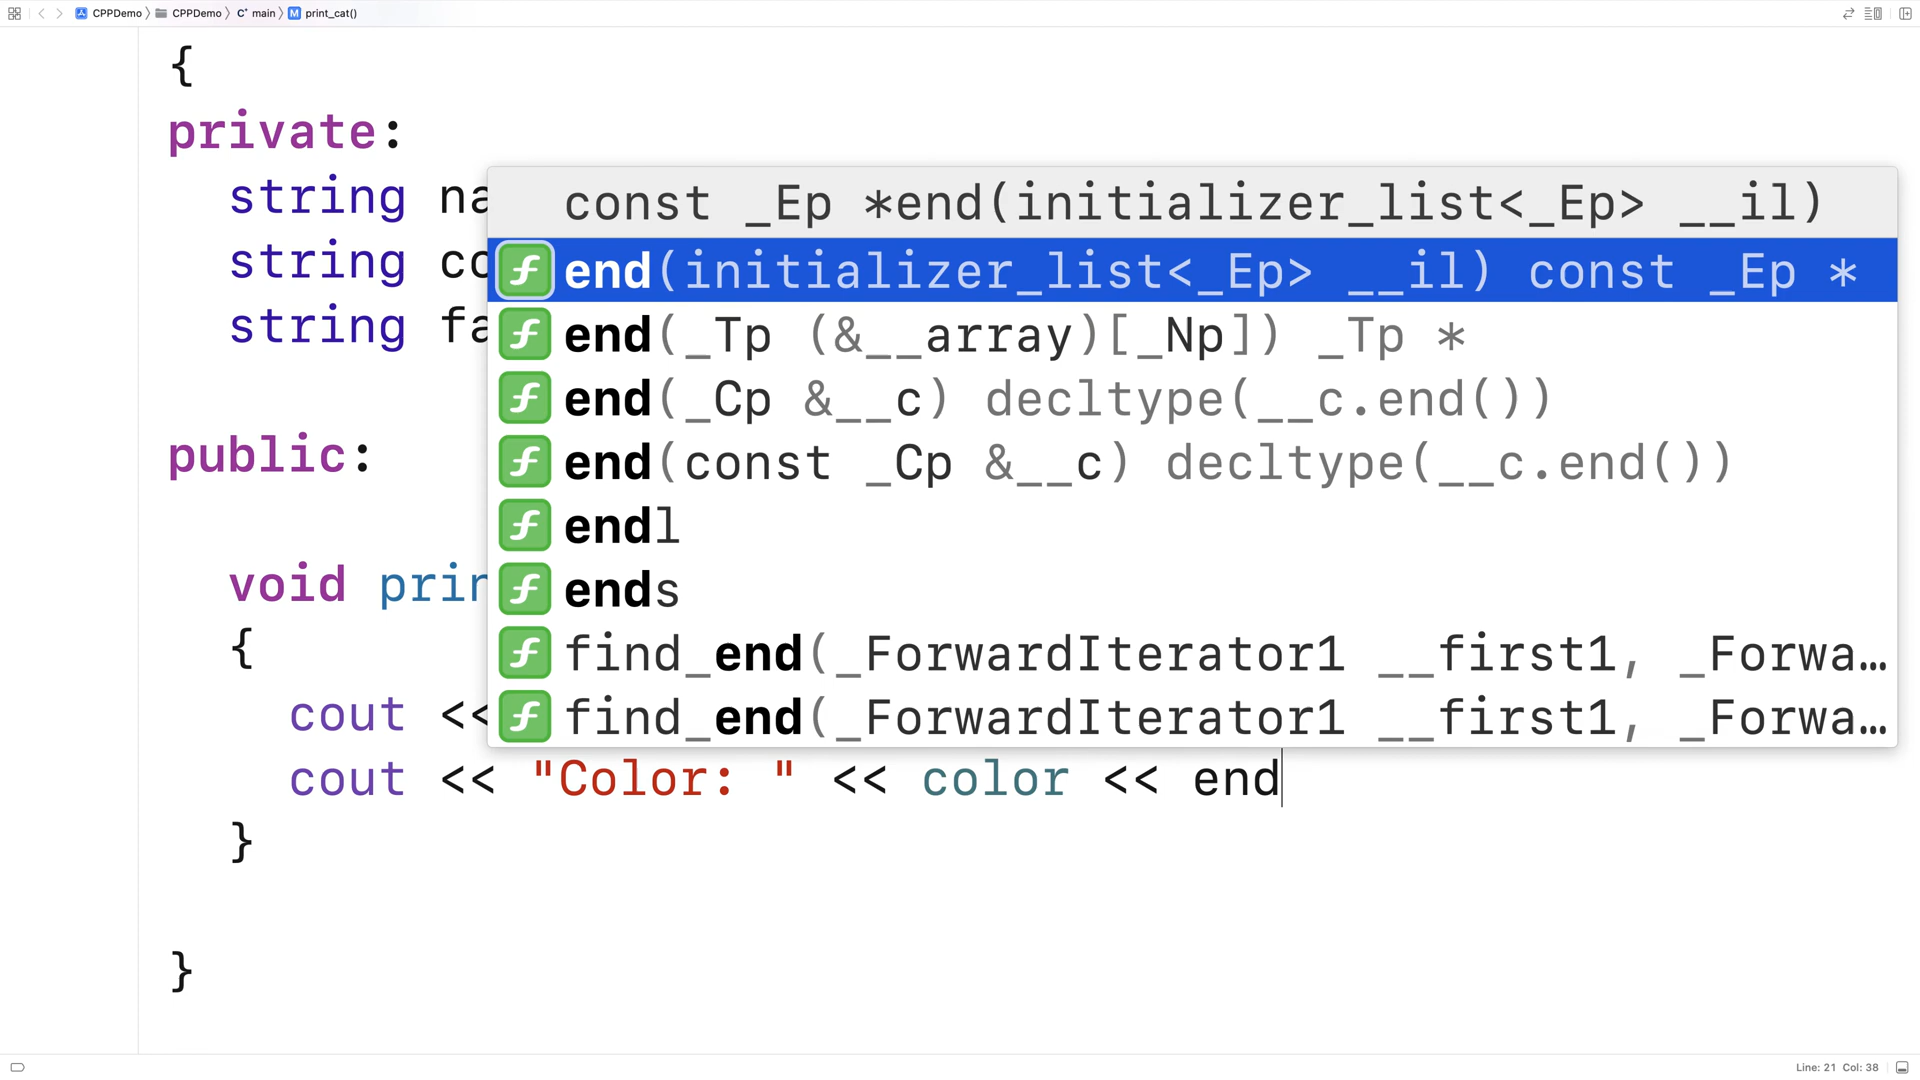 CPPDemo CPPDemo C+ main M print_cat()
{
private:
string na
string co
string fa
const _Ep *end(initializer_list<_Ep> __il)
f end(initializer_list<_Ep> __il) const _Ep *
f end(_Tp (&__array)[_Np]) _Tp *
f end(_Cp &__c) decltype(__c.end())
f end(const _Cp &__c) decltype(__c.end())
f endl
f ends
f find_end(_ForwardIterator1 __first1, _Forwa…
f find_end(_ForwardIterator1 __first1, _Forwa…
public:
void prin
{
cout <<
cout << "Color: " << color << end
}
}
Line: 21 Col: 38